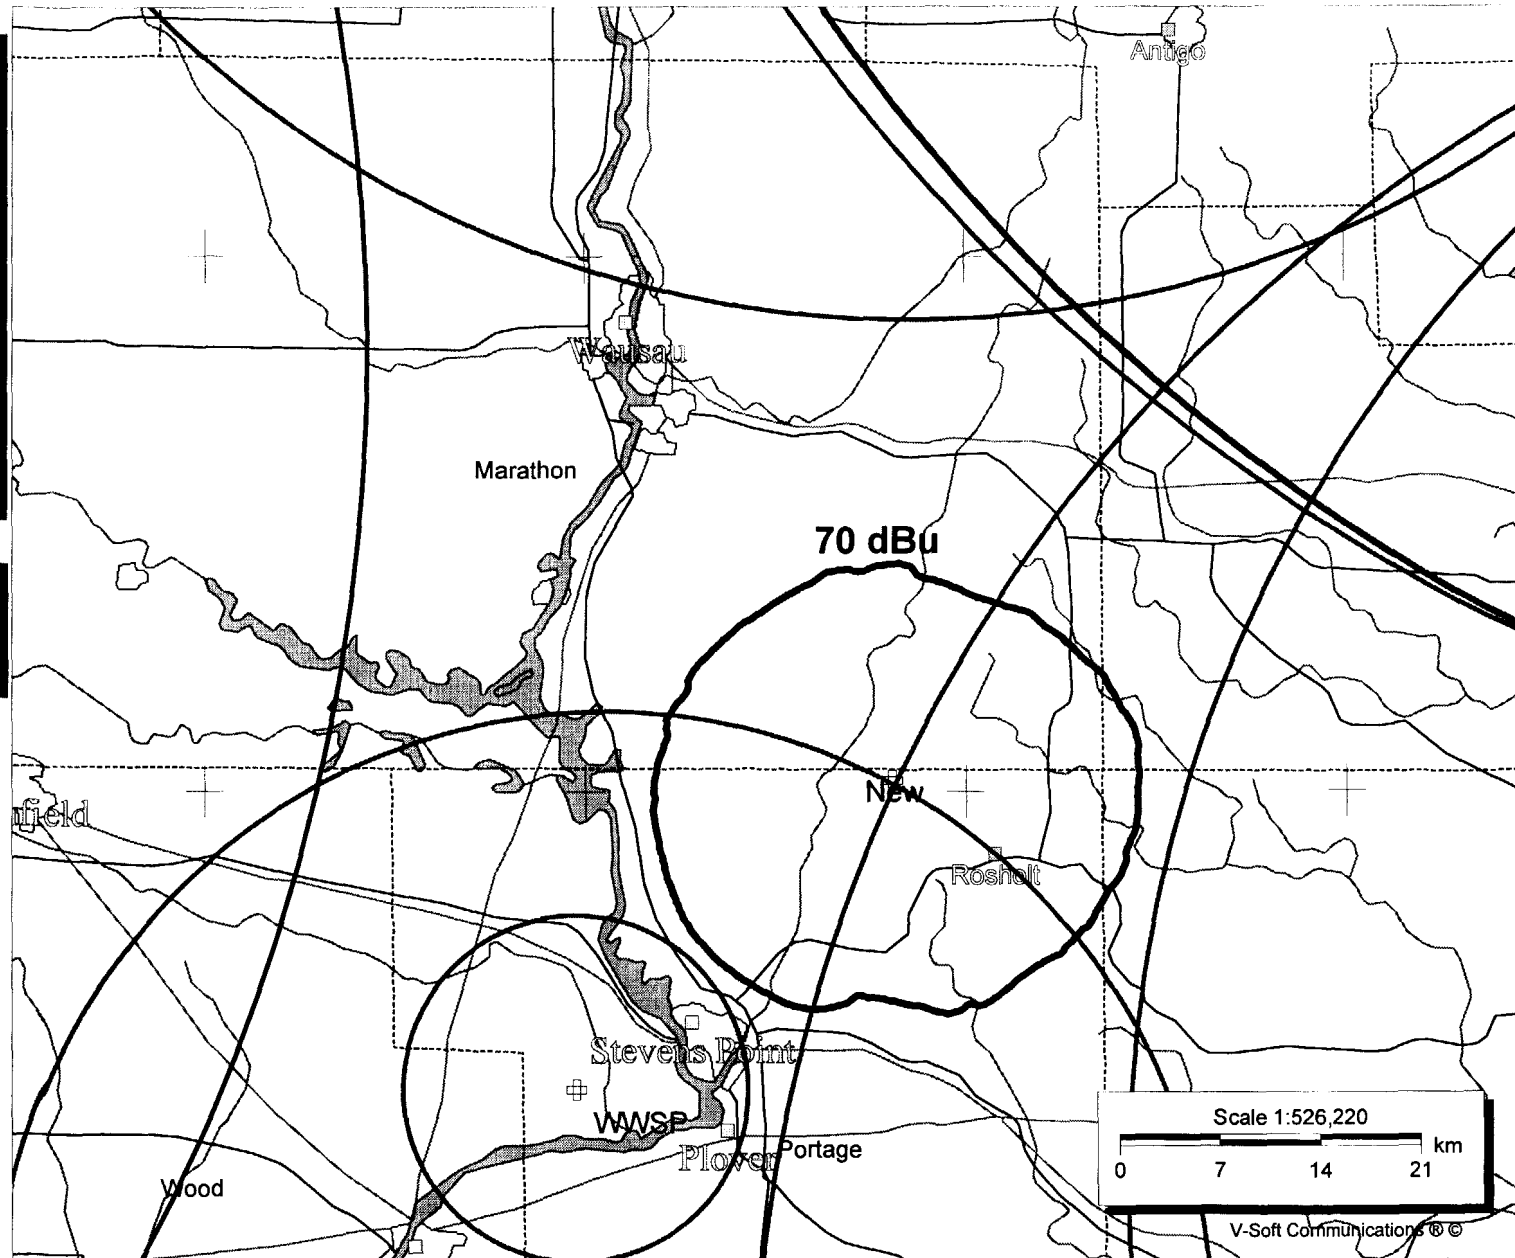 Antigo
Wausau
Marathon
70 dBu
New
field
Rosholt
Stevens Point
WWSP
Plover
Portage
Wood
Scale 1:526,220
km
0 7 14 21
V-Soft Communications ® ©